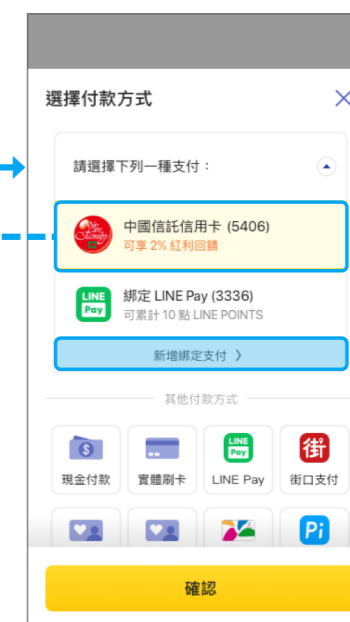 選擇付款方式
請選擇下列一種支付：
中國信託信用卡 (5406)
可享 2% 紅利回饋
LINE Pay
綁定 LINE Pay (3336)
可累計 10 點 LINE POINTS
新增綁定支付 〉
其他付款方式
$
LINE Pay
街
現金付款
實體刷卡
LINE Pay
街口支付
Pi
確認